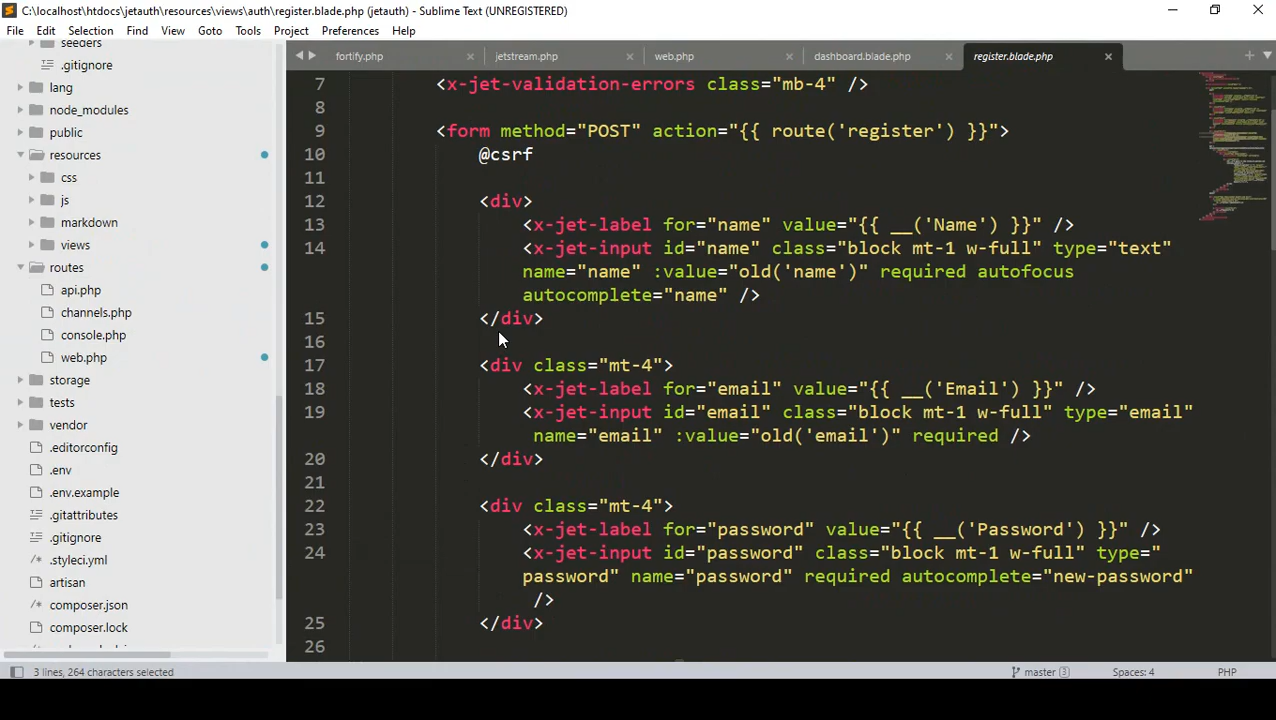 C:\localhost\htdocs\jetauth\resources\views\auth\register.blade.php (jetauth) - Sublime Text (UNREGISTERED)
File Edit Selection Find View Goto Tools Project Preferences Help
seeders
.gitignore
lang
node_modules
public
resources
css
js
markdown
views
routes
api.php
channels.php
console.php
web.php
storage
tests
vendor
.editorconfig
.env
.env.example
.gitattributes
.gitignore
.styleci.yml
artisan
composer.json
composer.lock
fortify.php jetstream.php web.php dashboard.blade.php register.blade.php
7 <x-jet-validation-errors class="mb-4" />
8
9 <form method="POST" action="{{ route('register') }}">
10 @csrf
11
12 <div>
13 <x-jet-label for="name" value="{{ __('Name') }}" />
14 <x-jet-input id="name" class="block mt-1 w-full" type="text"
name="name" :value="old('name')" required autofocus
autocomplete="name" />
15 </div>
16
17 <div class="mt-4">
18 <x-jet-label for="email" value="{{ __('Email') }}" />
19 <x-jet-input id="email" class="block mt-1 w-full" type="email"
name="email" :value="old('email')" required />
20 </div>
21
22 <div class="mt-4">
23 <x-jet-label for="password" value="{{ __('Password') }}" />
24 <x-jet-input id="password" class="block mt-1 w-full" type="
password" name="password" required autocomplete="new-password"
/>
25 </div>
26
3 lines, 264 characters selected master 3 Spaces: 4 PHP